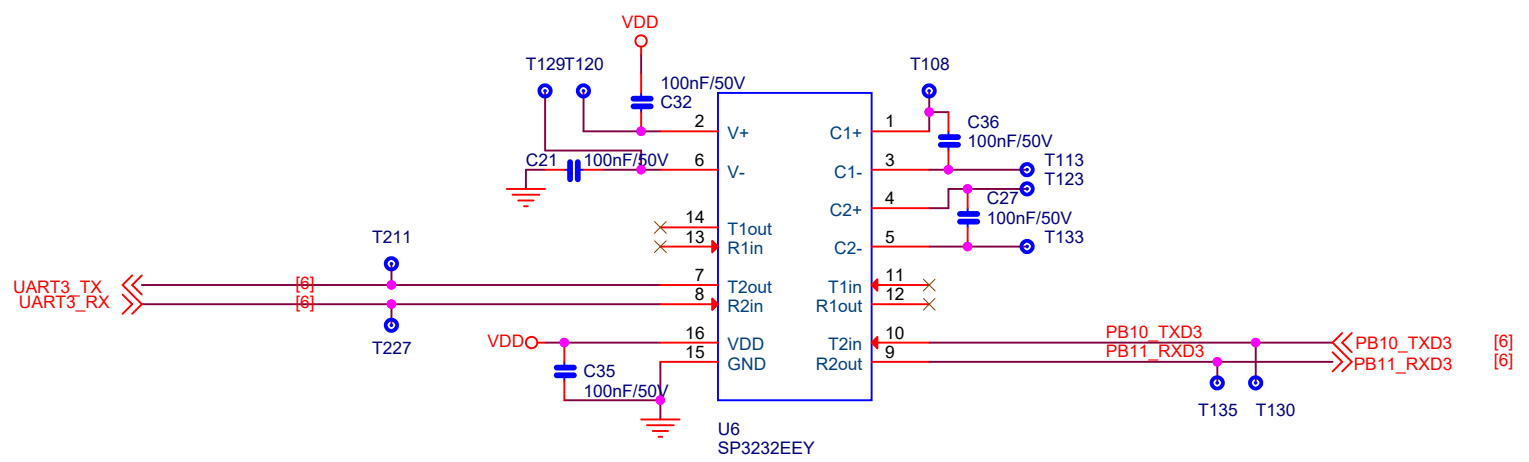 VDD
T129T120
T108
100nF/50V
C32
C36
100nF/50V
2
V+
C1+
1
C21
100nF/50V
6
V-
C1-
3
T113
T123
C2+
4
C27
100nF/50V
14
T1out
C2-
5
T133
13
R1in
T211
UART3_TX
[6]
7
T2out
T1in
11
UART3_RX
[6]
8
R2in
R1out
12
T227
VDD
16
VDD
T2in
10
PB10_TXD3
PB10_TXD3
[6]
15
GND
R2out
9
PB11_RXD3
PB11_RXD3
[6]
C35
100nF/50V
T135
T130
U6
SP3232EEY